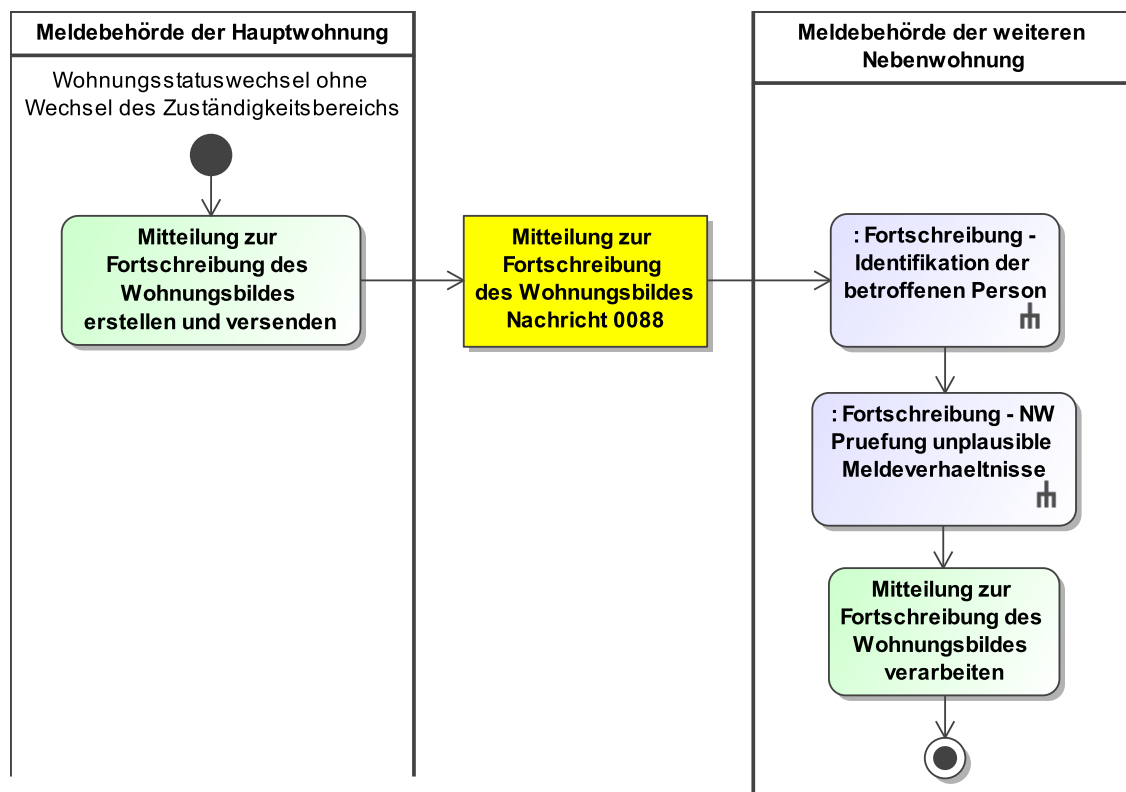 Meldebehörde der Hauptwohnung
Wohnungsstatuswechsel ohne
Wechsel des Zuständigkeitsbereichs
Mitteilung zur
Fortschreibung des
Wohnungsbildes
erstellen und versenden
Mitteilung zur
Fortschreibung
des Wohnungsbildes
Nachricht 0088
Meldebehörde der weiteren
Nebenwohnung
: Fortschreibung -
Identifikation der
betroffenen Person
: Fortschreibung - NW
Pruefung unplausible
Meldeverhaeltnisse
Mitteilung zur
Fortschreibung des
Wohnungsbildes
verarbeiten